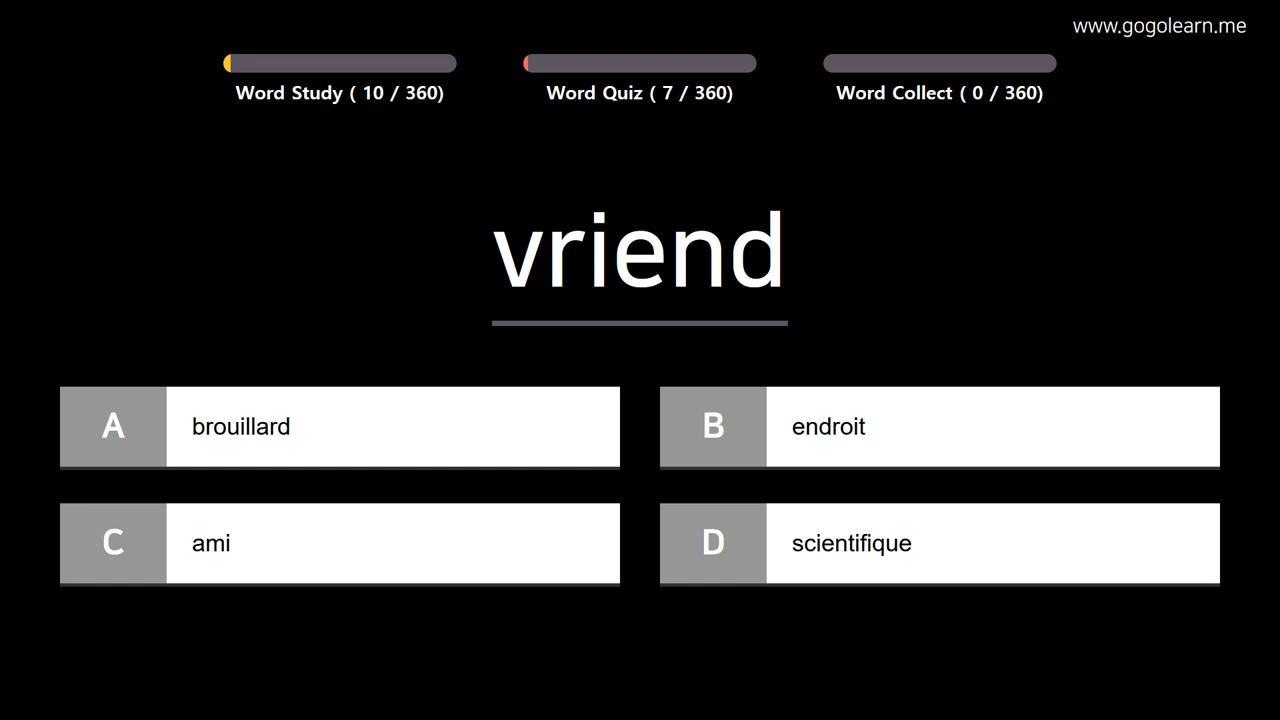 www.gogolearn.me
Word Study ( 10 / 360)
Word Quiz ( 7 / 360)
Word Collect ( 0 / 360)
vriend
A brouillard
B endroit
C ami
D scientifique